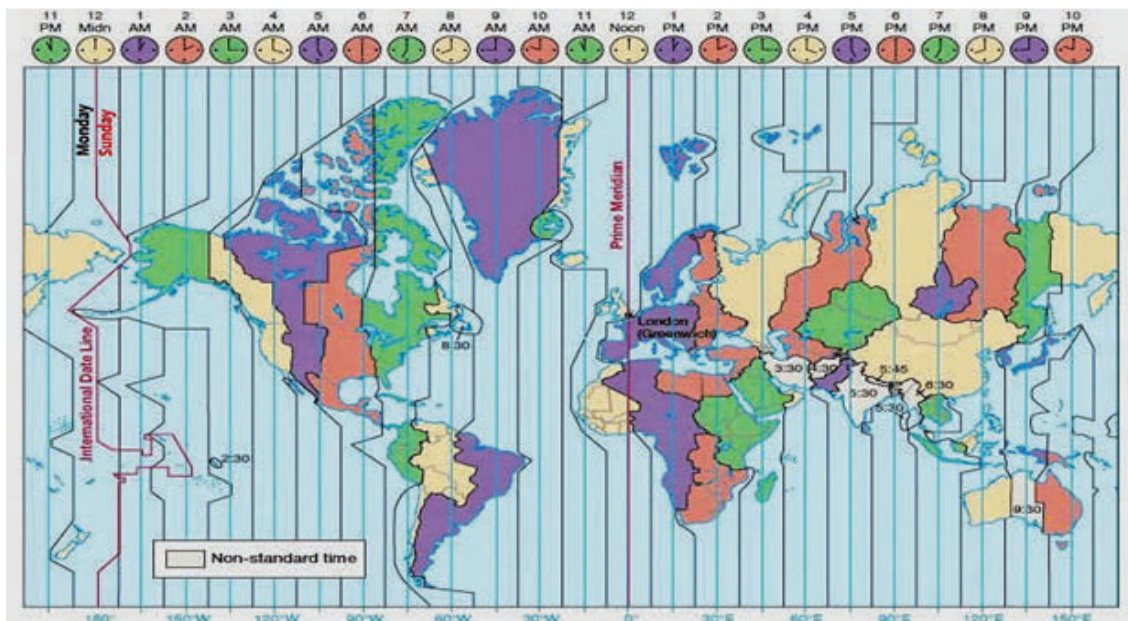 11 12 1 2 3 4 5 6 7 8 9 10 11 12 1 2 3 4 5 6 7 8 9 10
PM Midn AM AM AM AM AM AM AM AM AM AM AM Noon PM PM PM PM PM PM PM PM PM PM
Monday
Sunday
Prime Meridian
International Date Line
London
(Greenwich)
8:30
3:30
4:30
5:45
5:30
6:30
5:30
2:30
9:30
Non-standard time
180° 150°W 120°W 90°W 60°W 30°W 0° 30°E 60°E 90°E 120°E 150°E